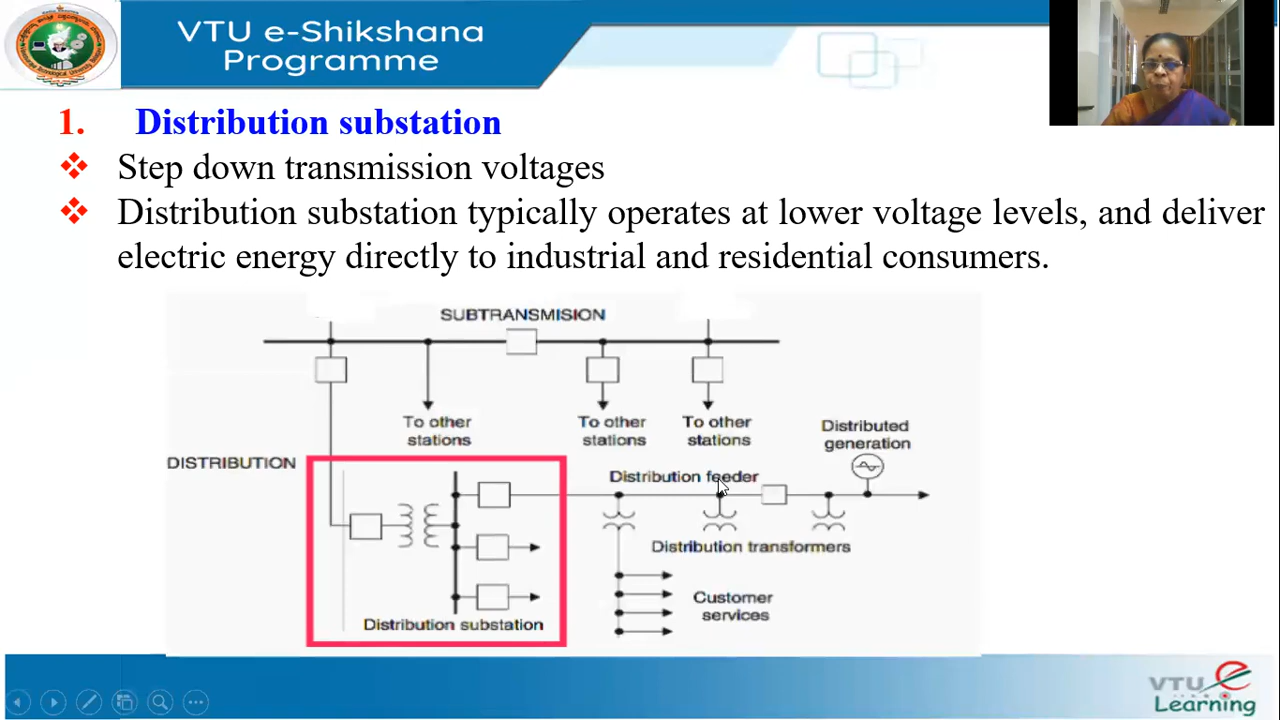 VTU e-Shikshana
Programme
1. Distribution substation
❖ Step down transmission voltages
❖ Distribution substation typically operates at lower voltage levels, and deliver
electric energy directly to industrial and residential consumers.
SUBTRANSMISION
To other
stations
To other
stations
To other
stations
Distributed
generation
DISTRIBUTION
Distribution feeder
Distribution transformers
Customer
services
Distribution substation
VTU e
Learning